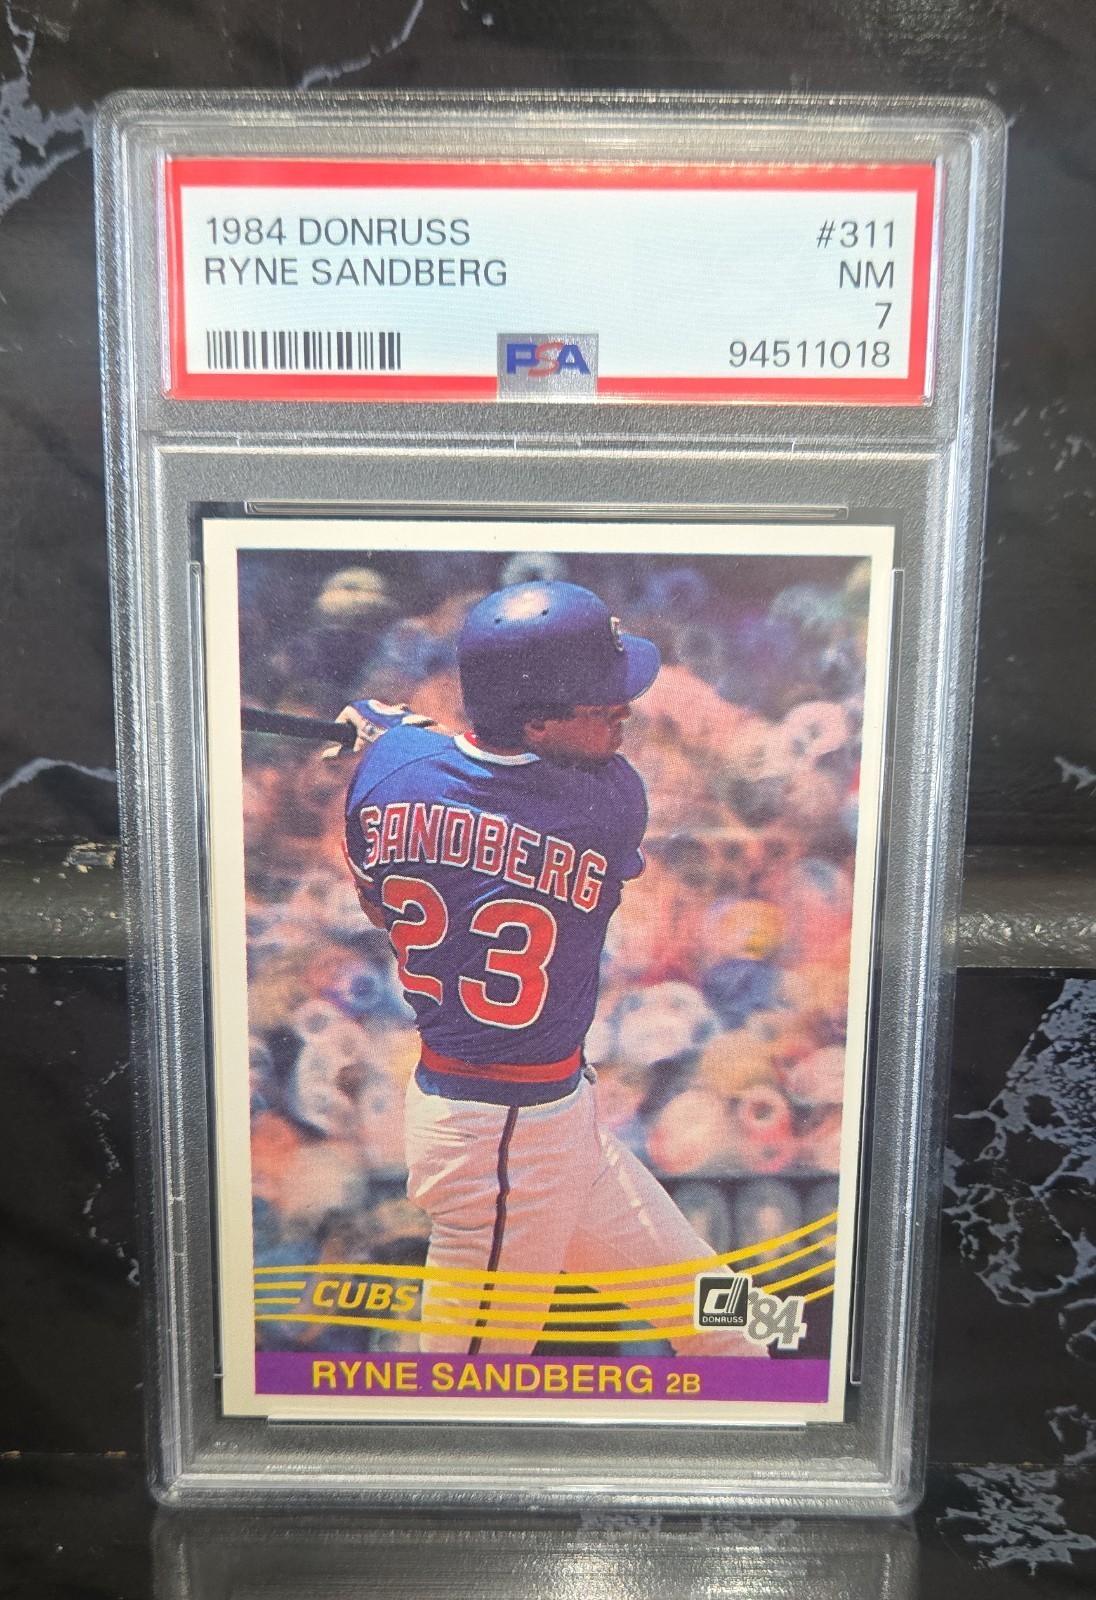 1984 DONRUSS #311
RYNE SANDBERG NM
7
PSA 94511018
SANDBERG
23
CUBS
d
DONRUSS '84
RYNE SANDBERG 2B